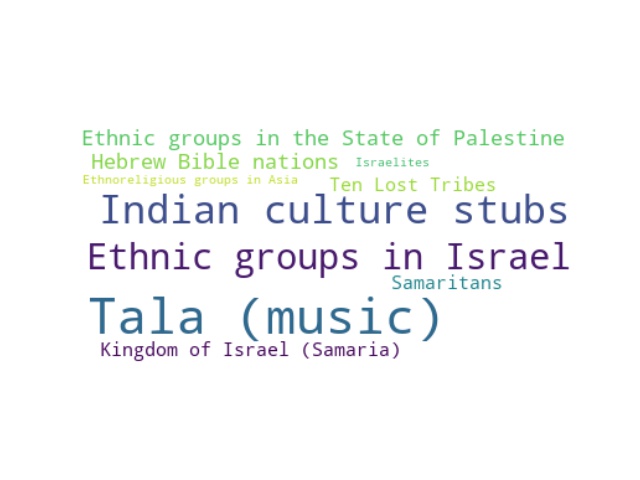 Ethnic groups in the State of Palestine
Hebrew Bible nations
Israelites
Ethnoreligious groups in Asia
Ten Lost Tribes
Indian culture stubs
Ethnic groups in Israel
Samaritans
Tala (music)
Kingdom of Israel (Samaria)